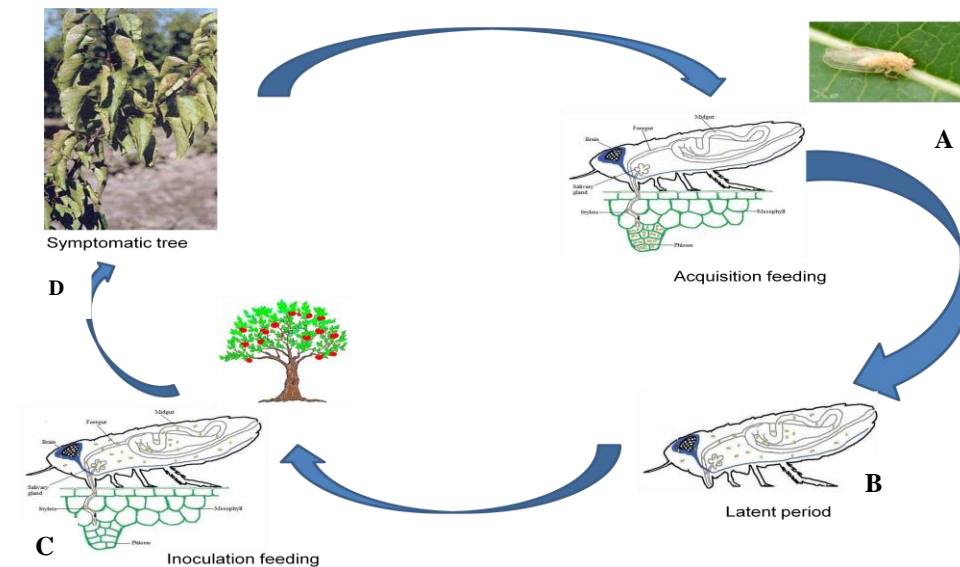 Symptomatic tree
A
Midgut
Foregut
Brain
Salivary
gland
Stylets
Mesophyll
Phloem
Acquisition feeding
D
B
Latent period
Midgut
Foregut
Brain
Salivary
gland
Stylets
Mesophyll
Phloem
C
Inoculation feeding